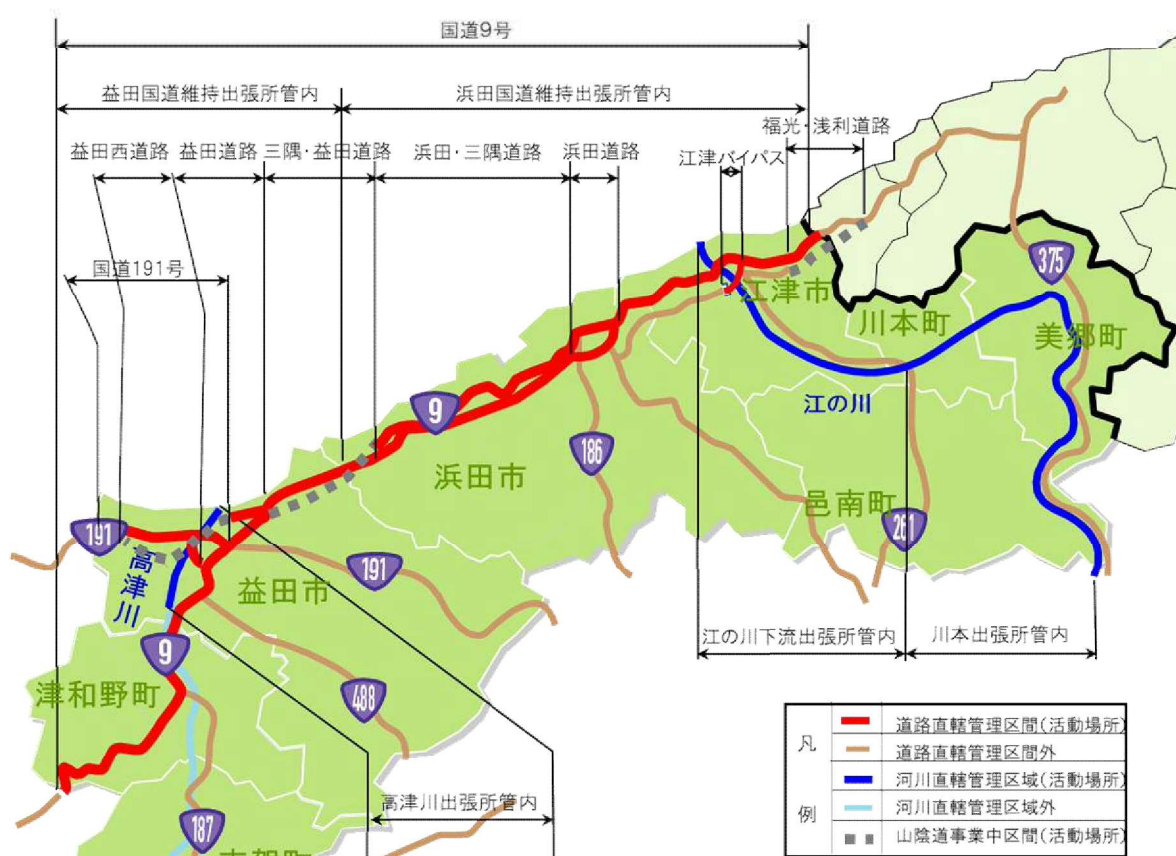 国道9号
益田国道維持出張所管内
浜田国道維持出張所管内
福光・浅利道路
益田西道路
益田道路
三隅・益田道路
浜田・三隅道路
浜田道路
江津バイパス
国道191号
375
江津市
川本町
美郷町
江の川
9
186
浜田市
邑南町
261
191
高津川
191
益田市
9
488
津和野町
江の川下流出張所管内
川本出張所管内
高津川出張所管内
187
凡例
道路直轄管理区間(活動場所)
道路直轄管理区間外
河川直轄管理区域(活動場所)
河川直轄管理区域外
山陰道事業中区間(活動場所)